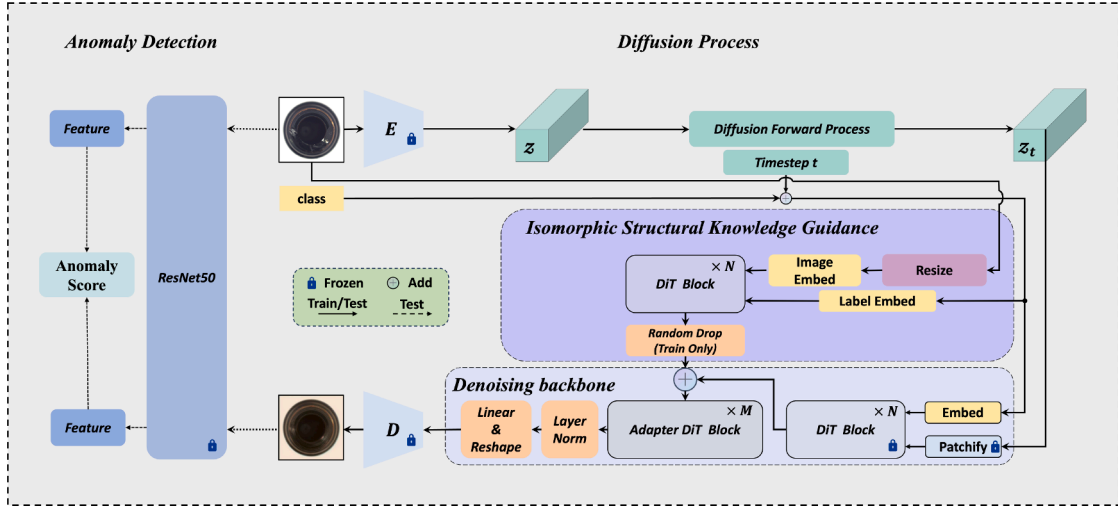 Anomaly Detection
Diffusion Process
Feature
E
z
Diffusion Forward Process
z_t
Timestep t
class
Isomorphic Structural Knowledge Guidance
ResNet50
Anomaly
Score
× N
DiT Block
Image
Embed
Resize
Label Embed
Frozen
Add
Train/Test
Test
Random Drop
(Train Only)
Denoising backbone
Feature
D
Linear
&
Reshape
Layer
Norm
× M
Adapter DiT Block
× N
DiT Block
Embed
Patchify